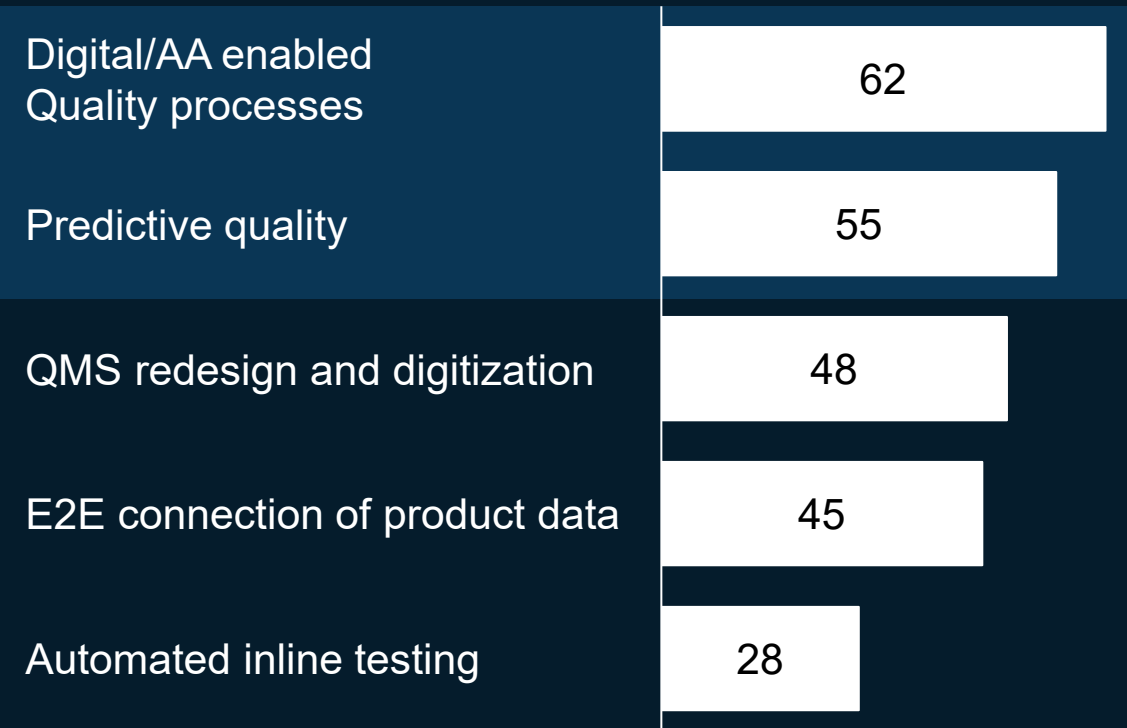 Digital/AA enabled
Quality processes
62
Predictive quality
55
QMS redesign and digitization
48
E2E connection of product data
45
Automated inline testing
28